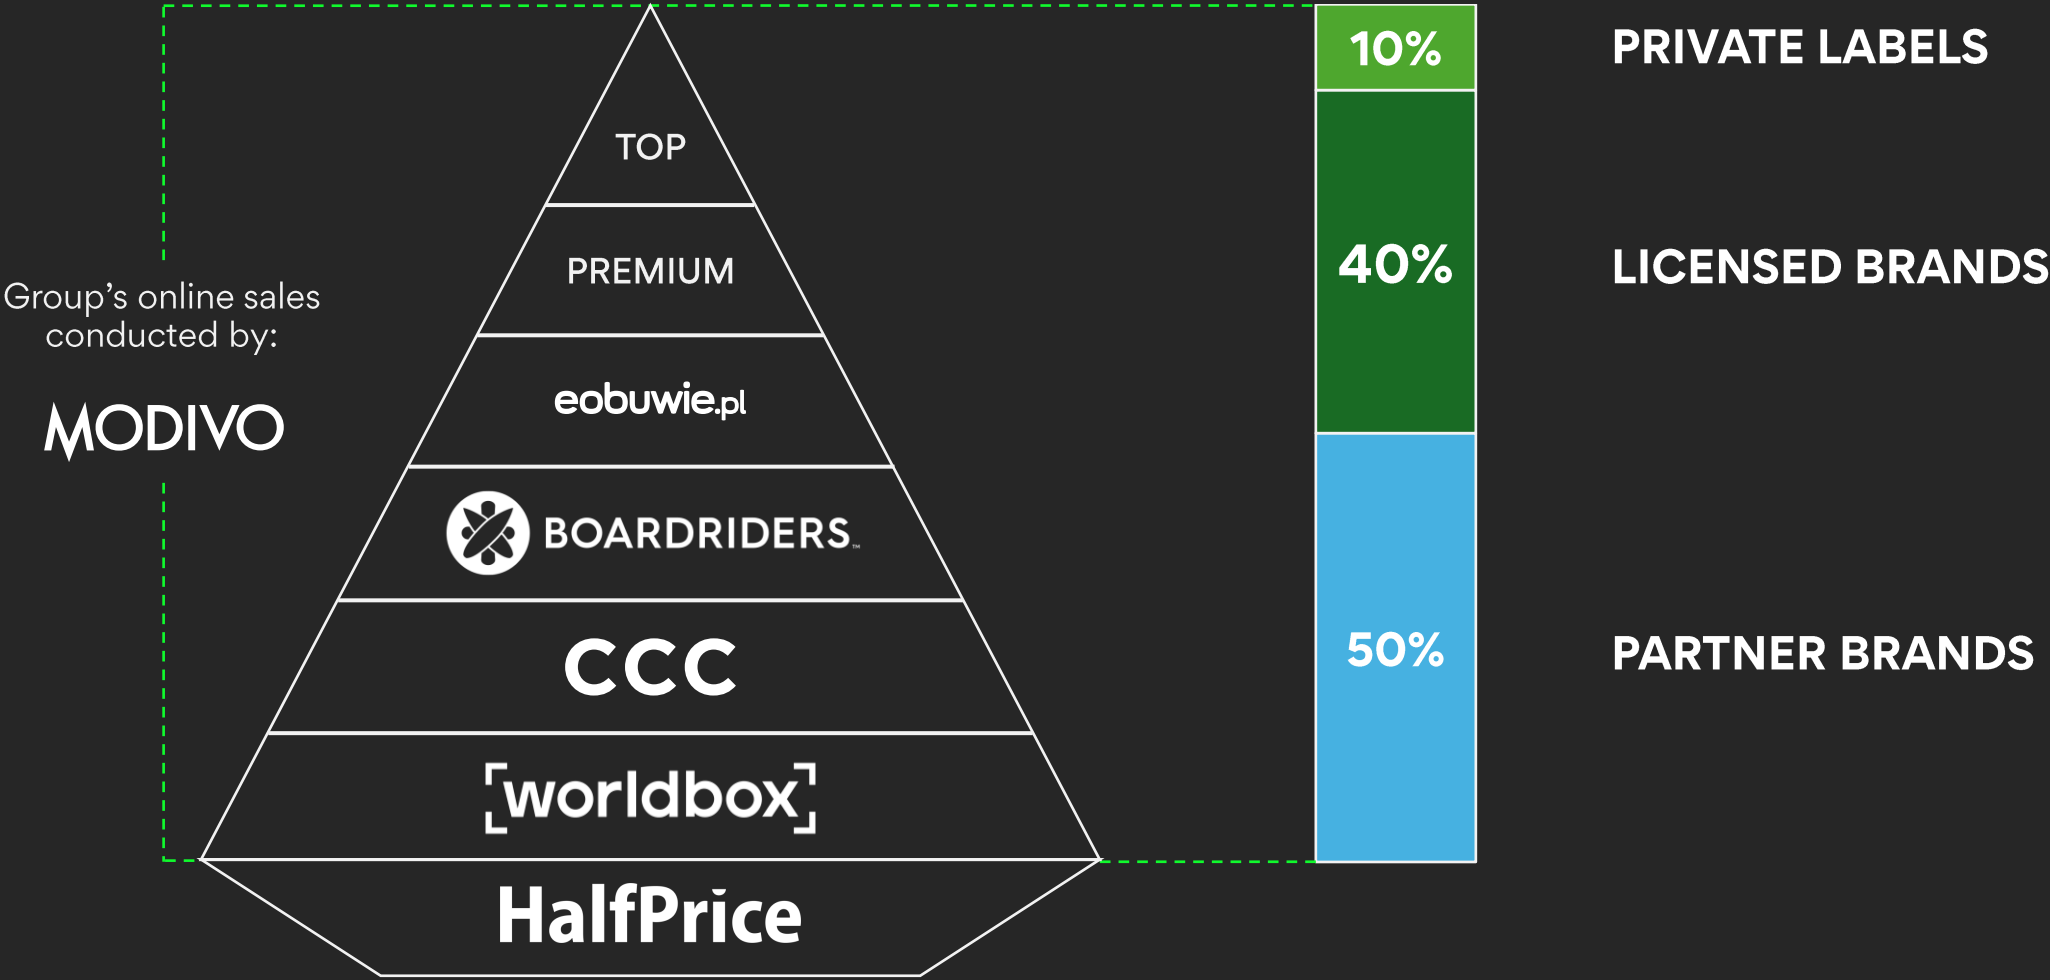 Group’s online sales
conducted by:
MODIVO
TOP
PREMIUM
eobuwie.pl
BOARDRIDERS™
CCC
worldbox
HalfPrice
10%
PRIVATE LABELS
40%
LICENSED BRANDS
50%
PARTNER BRANDS